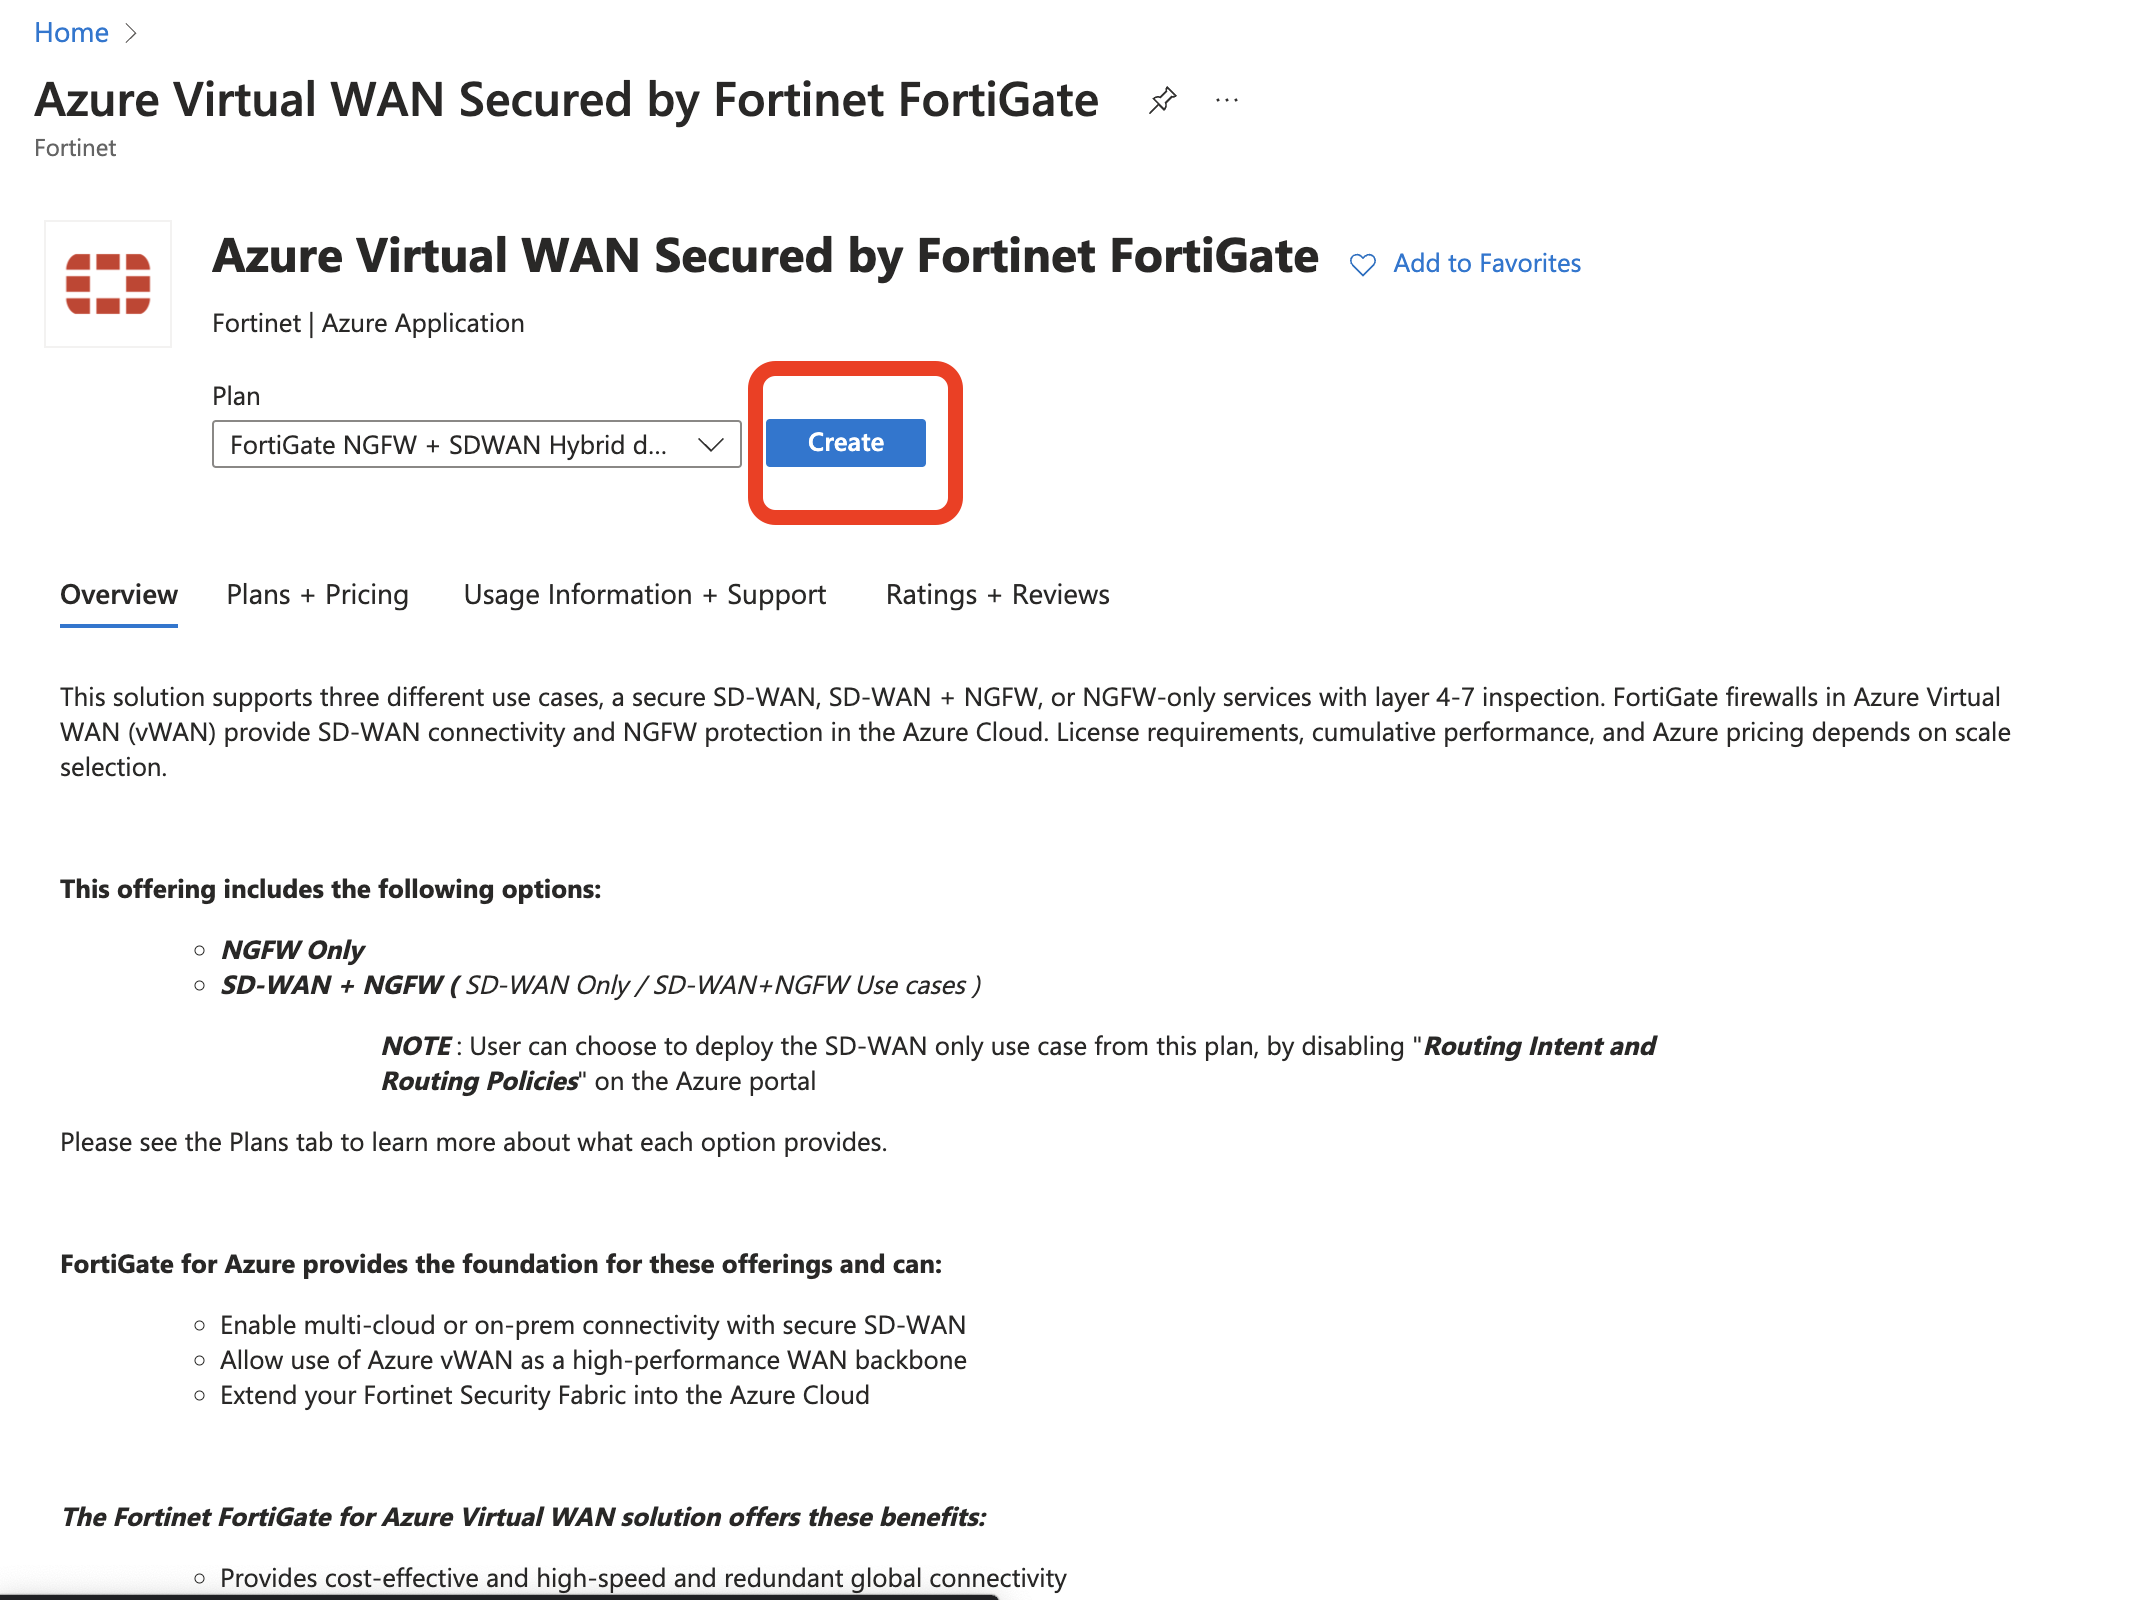 Home
Azure Virtual WAN Secured by Fortinet FortiGate
Fortinet
Azure Virtual WAN Secured by Fortinet FortiGate
Add to Favorites
Fortinet | Azure Application
Plan
FortiGate NGFW + SDWAN Hybrid d...
Create
Overview
Plans + Pricing
Usage Information + Support
Ratings + Reviews
This solution supports three different use cases, a secure SD-WAN, SD-WAN + NGFW, or NGFW-only services with layer 4-7 inspection. FortiGate firewalls in Azure Virtual
WAN (vWAN) provide SD-WAN connectivity and NGFW protection in the Azure Cloud. License requirements, cumulative performance, and Azure pricing depends on scale
selection.
This offering includes the following options:
NGFW Only
SD-WAN + NGFW ( SD-WAN Only / SD-WAN+NGFW Use cases )
NOTE : User can choose to deploy the SD-WAN only use case from this plan, by disabling "Routing Intent and
Routing Policies" on the Azure portal
Please see the Plans tab to learn more about what each option provides.
FortiGate for Azure provides the foundation for these offerings and can:
Enable multi-cloud or on-prem connectivity with secure SD-WAN
Allow use of Azure vWAN as a high-performance WAN backbone
Extend your Fortinet Security Fabric into the Azure Cloud
The Fortinet FortiGate for Azure Virtual WAN solution offers these benefits:
Provides cost-effective and high-speed and redundant global connectivity